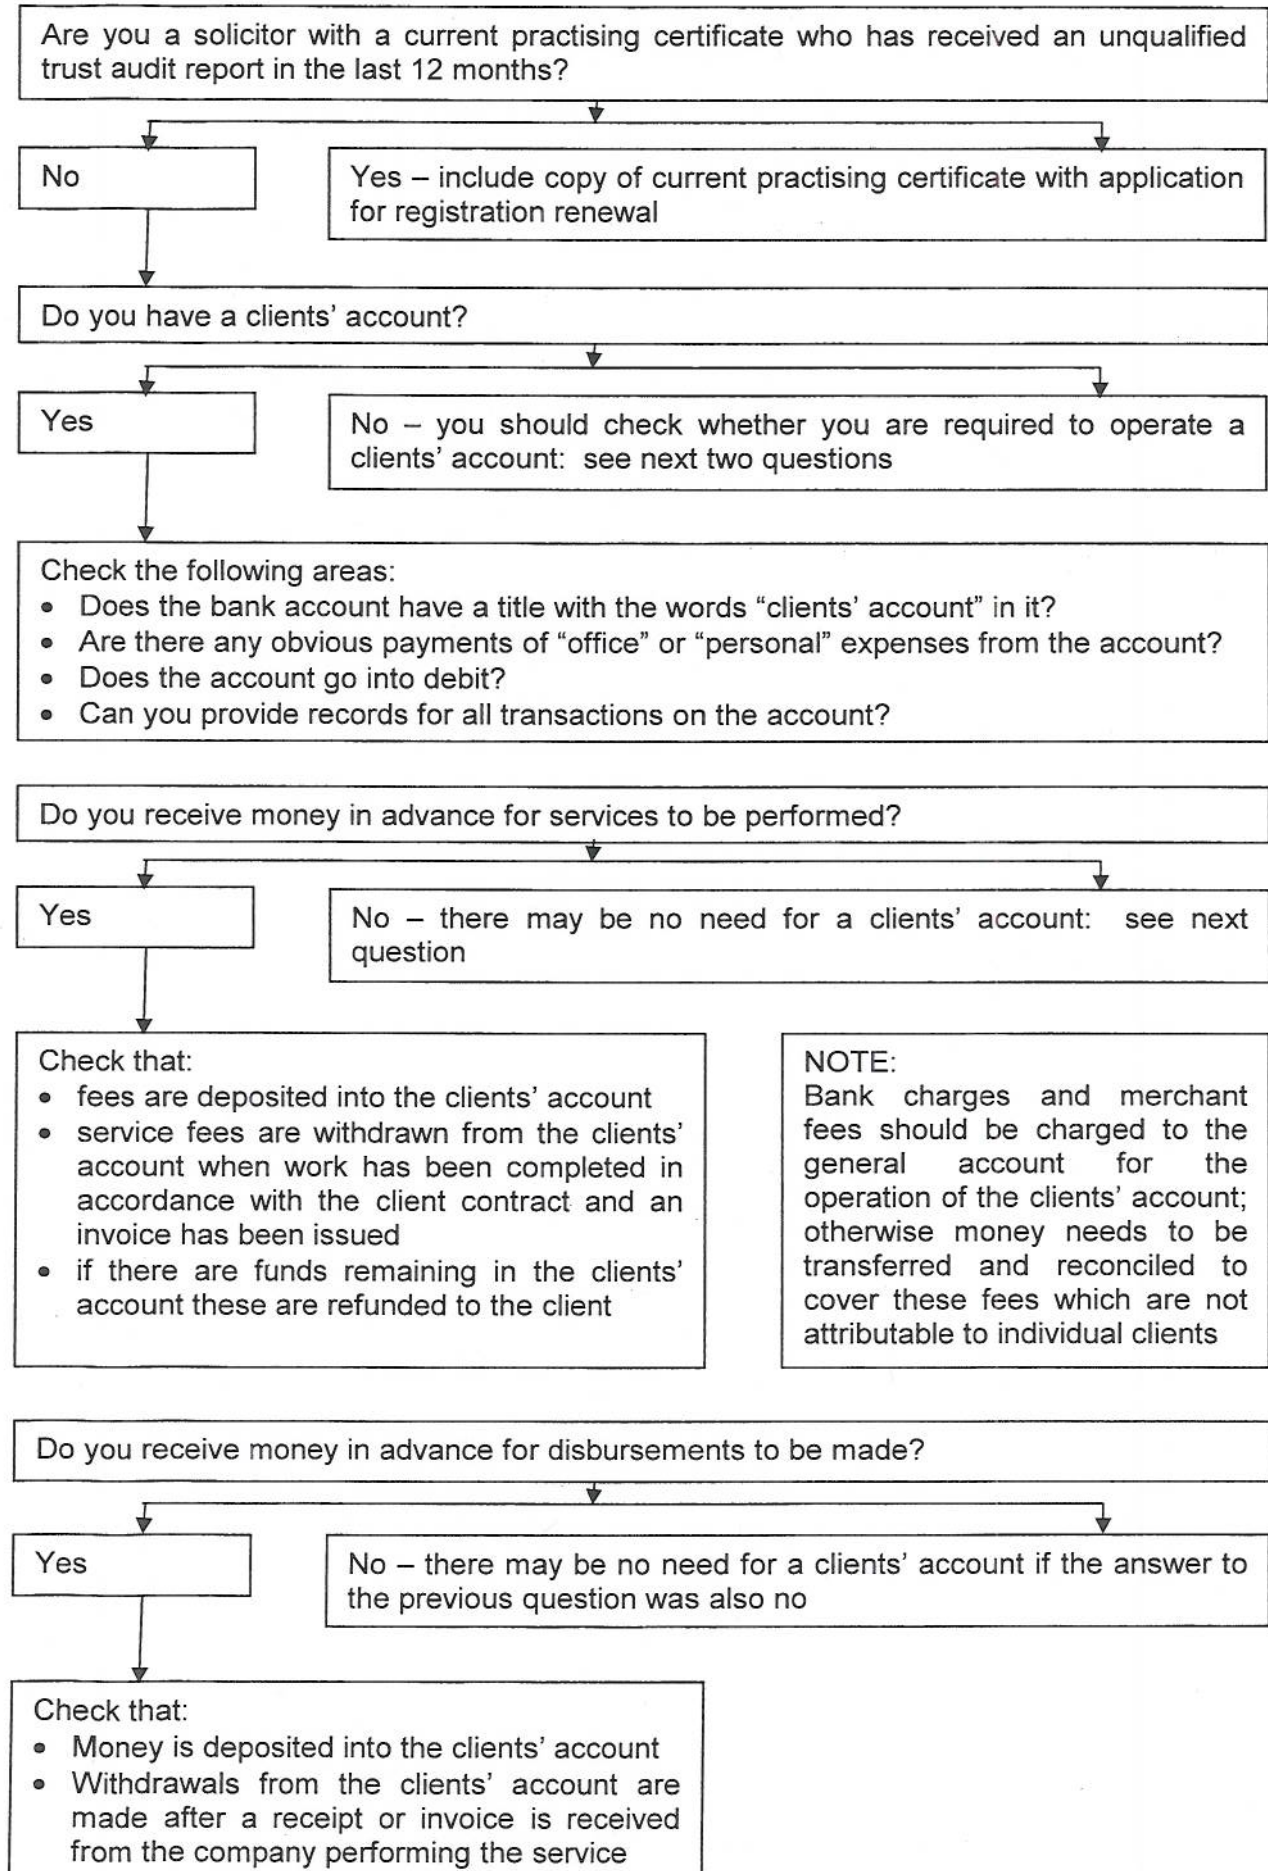 Are you a solicitor with a current practising certificate who has received an unqualified
trust audit report in the last 12 months?
No
Yes – include copy of current practising certificate with application
for registration renewal
Do you have a clients’ account?
Yes
No – you should check whether you are required to operate a
clients’ account: see next two questions
Check the following areas:
• Does the bank account have a title with the words “clients’ account” in it?
• Are there any obvious payments of “office” or “personal” expenses from the account?
• Does the account go into debit?
• Can you provide records for all transactions on the account?
Do you receive money in advance for services to be performed?
Yes
No – there may be no need for a clients’ account: see next
question
Check that:
• fees are deposited into the clients’ account
• service fees are withdrawn from the clients’
account when work has been completed in
accordance with the client contract and an
invoice has been issued
• if there are funds remaining in the clients’
account these are refunded to the client
NOTE:
Bank charges and merchant
fees should be charged to the
general account for the
operation of the clients’ account;
otherwise money needs to be
transferred and reconciled to
cover these fees which are not
attributable to individual clients
Do you receive money in advance for disbursements to be made?
Yes
No – there may be no need for a clients’ account if the answer to
the previous question was also no
Check that:
• Money is deposited into the clients’ account
• Withdrawals from the clients’ account are
made after a receipt or invoice is received
from the company performing the service